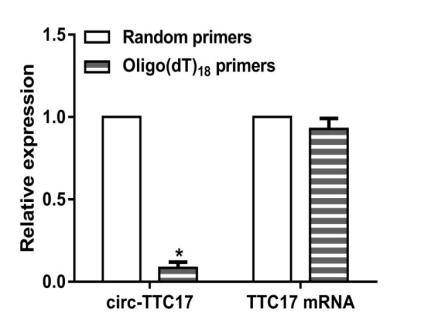 Relative expression
1.5
1.0
0.5
0.0
Random primers
Oligo(dT)18 primers
*
circ-TTC17
TTC17 mRNA